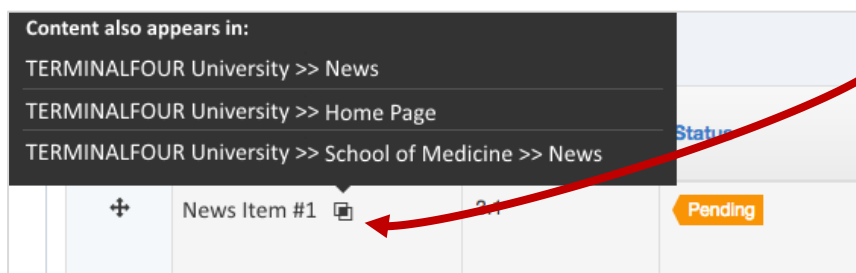 Content also appears in:
TERMINALFOUR University >> News
TERMINALFOUR University >> Home Page
TERMINALFOUR University >> School of Medicine >> News
Status
News Item #1
Pending